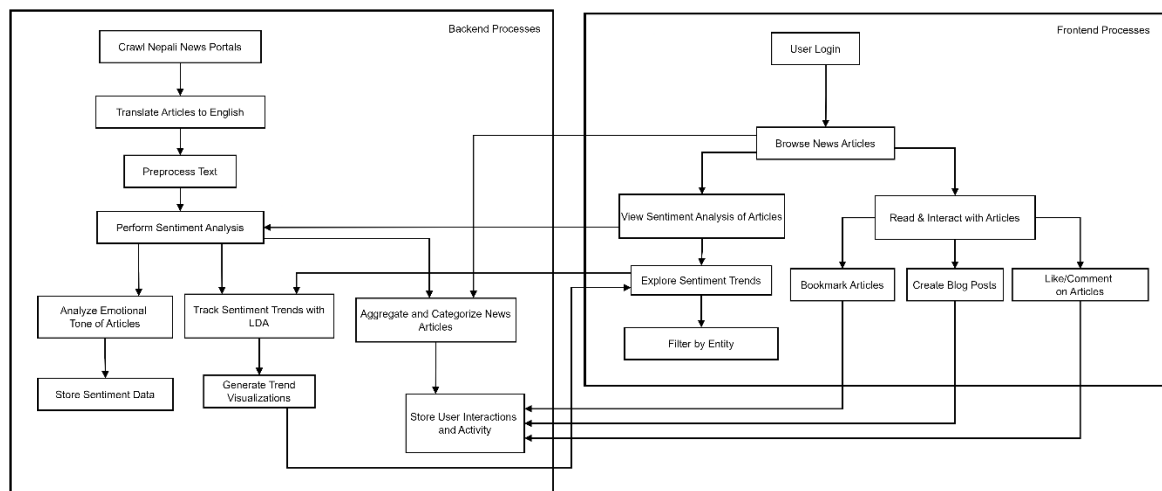 Backend Processes
Crawl Nepali News Portals
Translate Articles to English
Preprocess Text
Perform Sentiment Analysis
Analyze Emotional
Tone of Articles
Track Sentiment Trends with
LDA
Aggregate and Categorize News
Articles
Store Sentiment Data
Generate Trend
Visualizations
Store User Interactions
and Activity
Frontend Processes
User Login
Browse News Articles
View Sentiment Analysis of Articles
Read & Interact with Articles
Explore Sentiment Trends
Bookmark Articles
Create Blog Posts
Like/Comment
on Articles
Filter by Entity